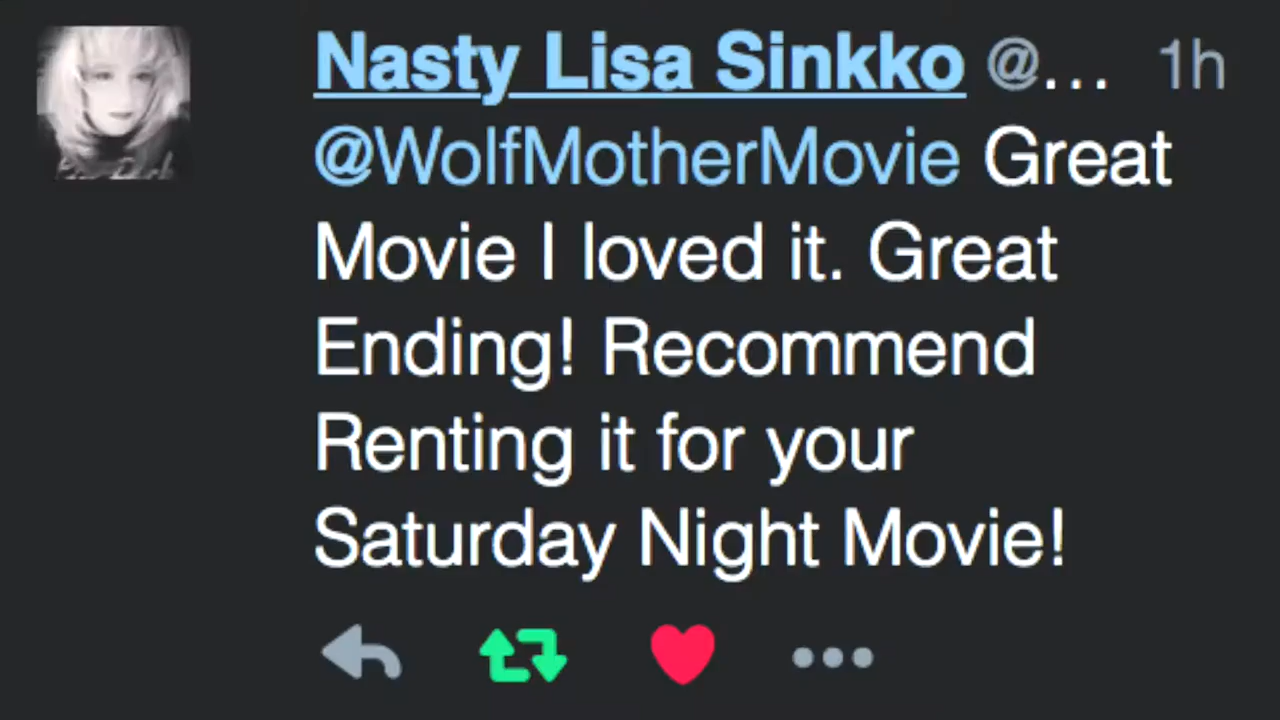 Nasty Lisa Sinkko @... 1h
@WolfMotherMovie Great
Movie I loved it. Great
Ending! Recommend
Renting it for your
Saturday Night Movie!